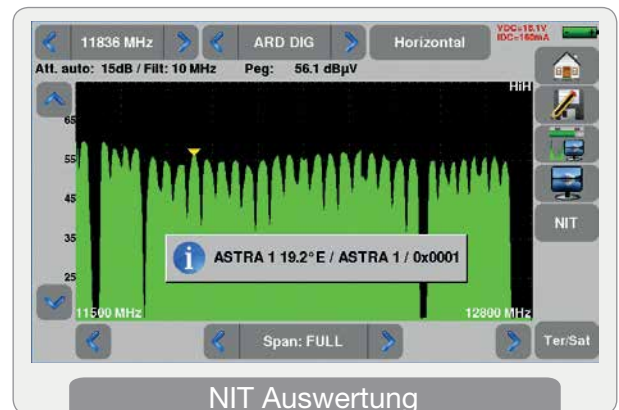 11836 MHz ARD DIG Horizontal VDC=18.1V
IDC=160mA
Att. auto: 15dB / Filt: 10 MHz Peg: 56.1 dBµV
HiH
65
55
45
35
25
11500 MHz 12800 MHz
ASTRA 1 19.2°E / ASTRA 1 / 0x0001
NIT
Span: FULL
Ter/Sat
NIT Auswertung